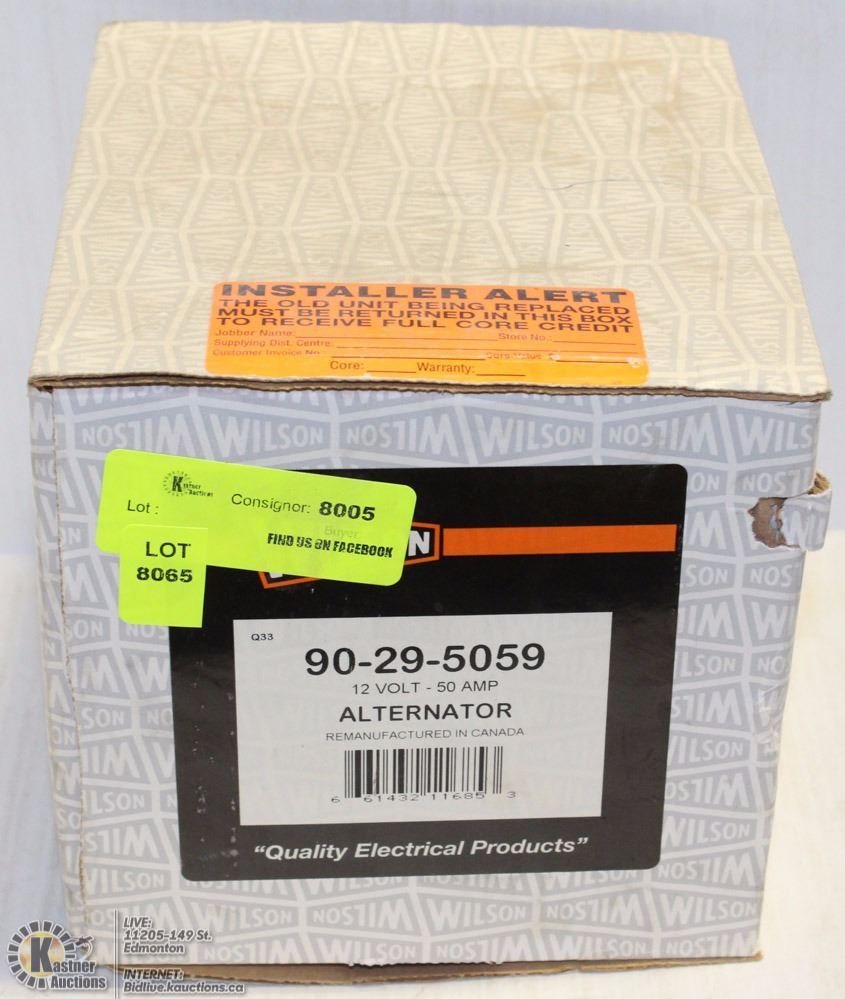 INSTALLER ALERT
THE OLD UNIT BEING REPLACED
MUST BE RETURNED IN THIS BOX
TO RECEIVE FULL CORE CREDIT
Jobber Name: Store No.:
Supplying Dist. Centre:
Customer Invoice No. Core Value
Core: Warranty:
WILSON
Kastner
Auctions
Lot : Consignor: 8005
Buyer:
FIND US ON FACEBOOK
LOT
8065
Q33
90-29-5059
12 VOLT - 50 AMP
ALTERNATOR
REMANUFACTURED IN CANADA
6 61432 11685 3
"Quality Electrical Products"
Kastner
Auctions
LIVE:
11205-149 St.
Edmonton
INTERNET:
Bidlive.kauctions.ca